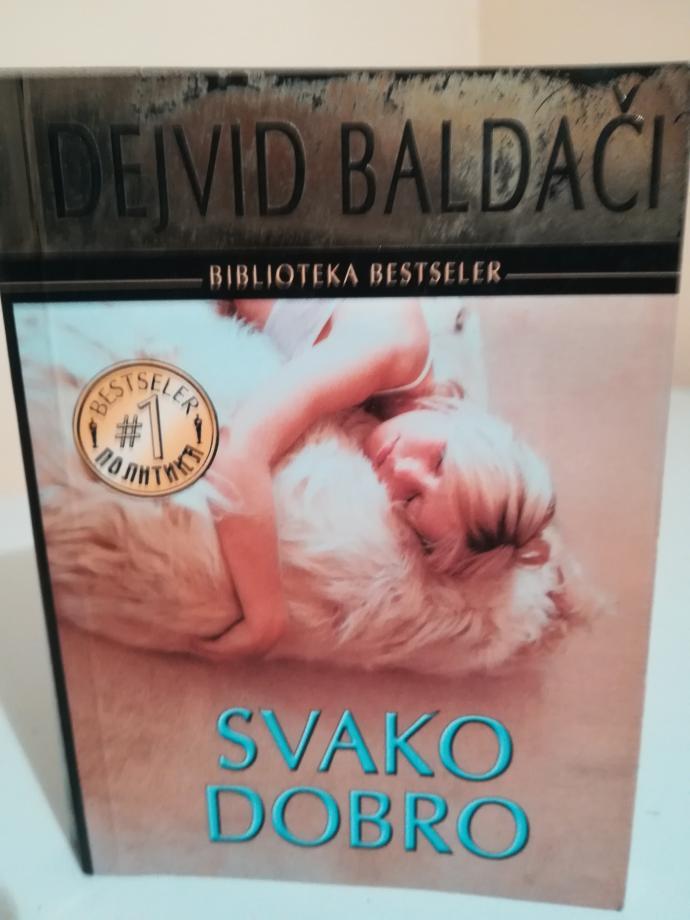 DEJVID BALDAČI
BIBLIOTEKA BESTSELER
BESTSELER
#1
ПОЛИТИКА
SVAKO
DOBRO